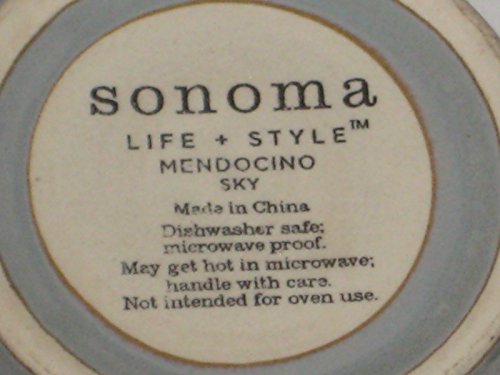 sonoma
LIFE + STYLE™
MENDOCINO
SKY
Made in China
Dishwasher safe;
microwave proof.
May get hot in microwave;
handle with care.
Not intended for oven use.